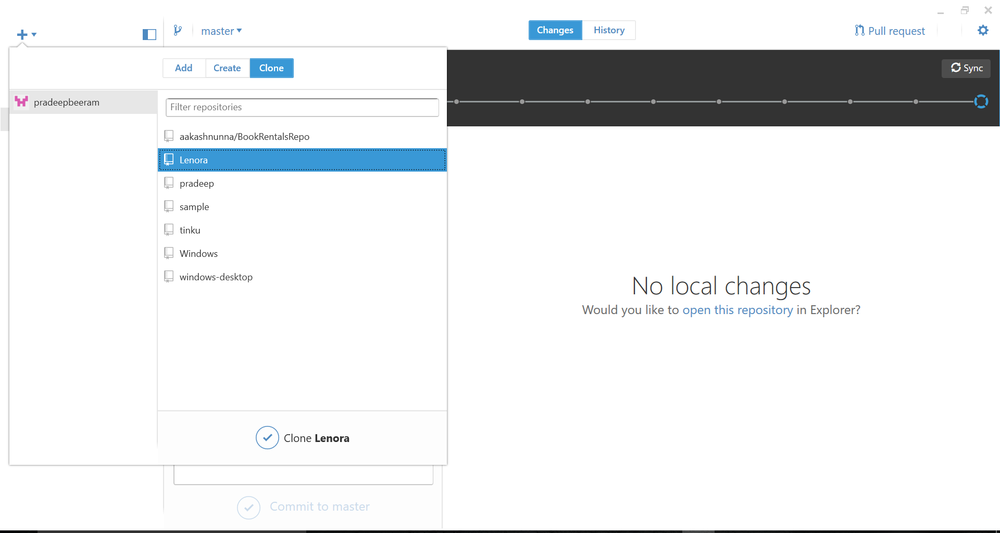 master
Changes
History
Pull request
Add
Create
Clone
Sync
pradeepbeeram
Filter repositories
aakashnunna/BookRentalsRepo
Lenora
pradeep
sample
tinku
Windows
windows-desktop
No local changes
Would you like to open this repository in Explorer?
Clone Lenora
Commit to master